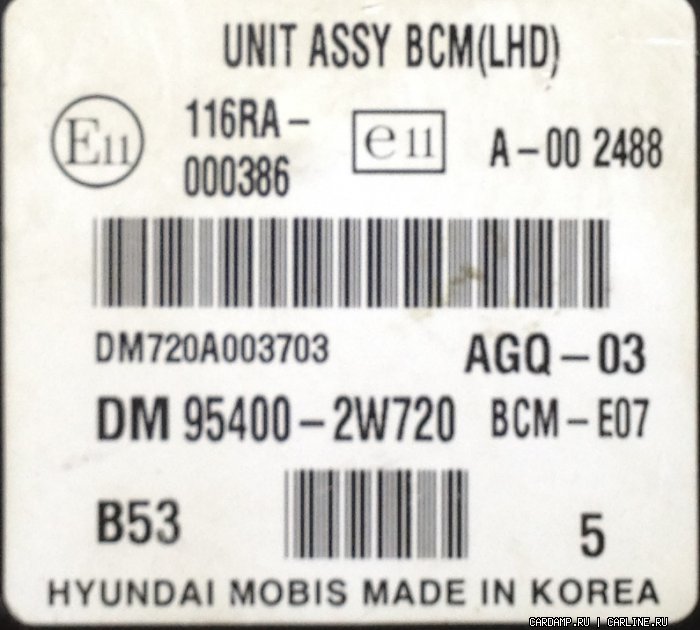 UNIT ASSY BCM(LHD)
E11 116RA-000386 e11 A-00 2488
DM720A003703 AGQ-03
DM 95400-2W720 BCM-E07
B53 5
HYUNDAI MOBIS MADE IN KOREA
CARDAMP.RU | CARLINE.RU